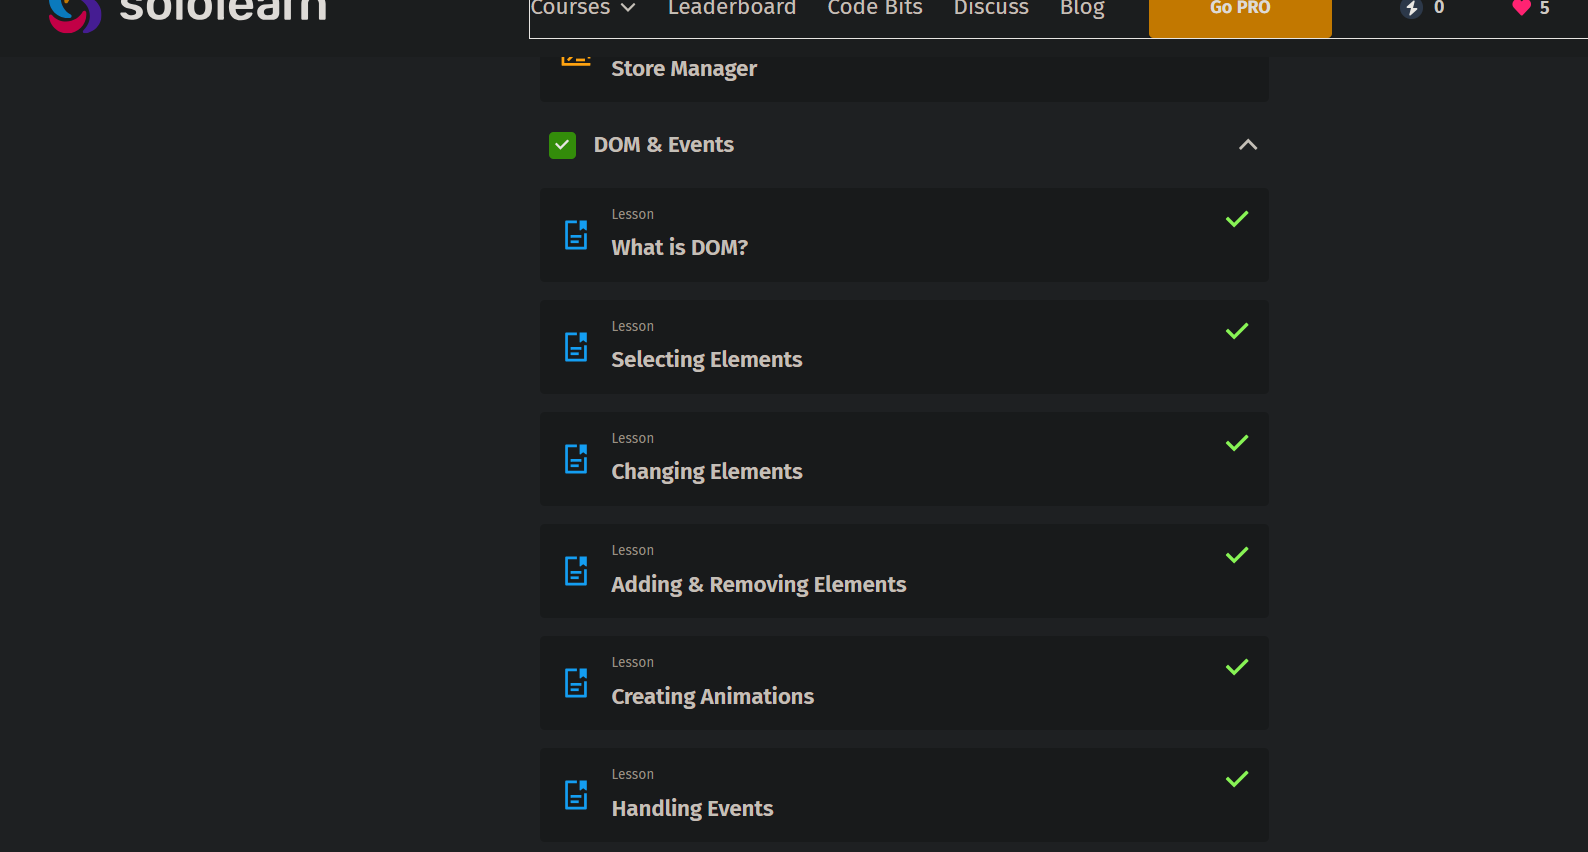 sololearn
Courses Leaderboard Code Bits Discuss Blog Go PRO 0 5
Store Manager
DOM & Events
Lesson
What is DOM?
Lesson
Selecting Elements
Lesson
Changing Elements
Lesson
Adding & Removing Elements
Lesson
Creating Animations
Lesson
Handling Events